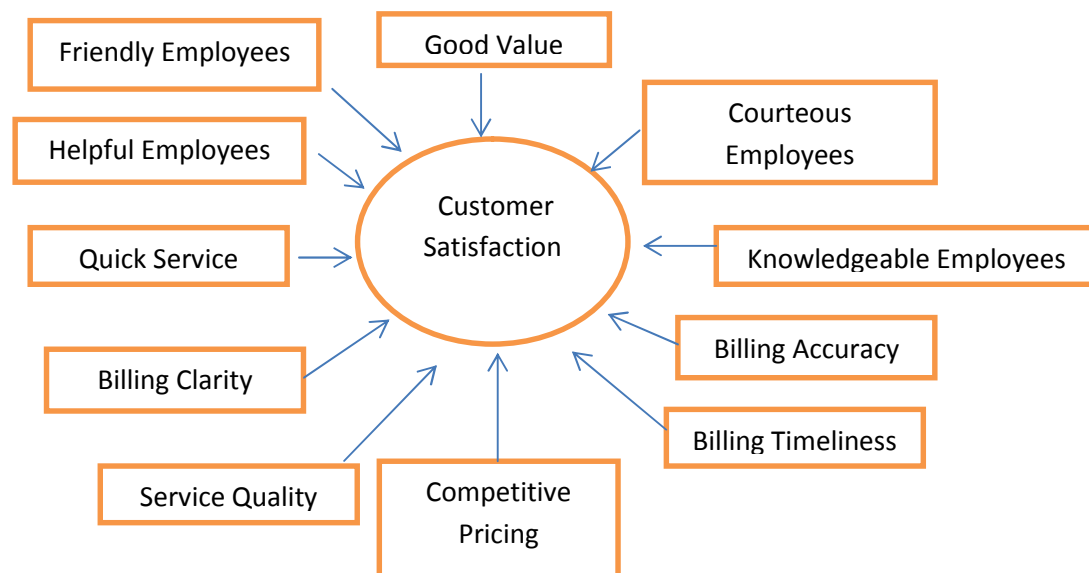 Good Value
Friendly Employees
Courteous
Employees
Helpful Employees
Customer
Satisfaction
Quick Service
Knowledgeable Employees
Billing Accuracy
Billing Clarity
Billing Timeliness
Service Quality
Competitive
Pricing